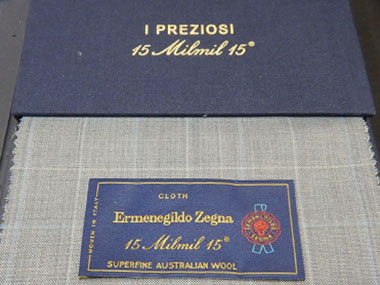 I PREZIOSI
15 Milmil 15®
CLOTH
Ermenegildo Zegna
15 Milmil 15®
SUPERFINE AUSTRALIAN WOOL
WOVEN IN ITALY